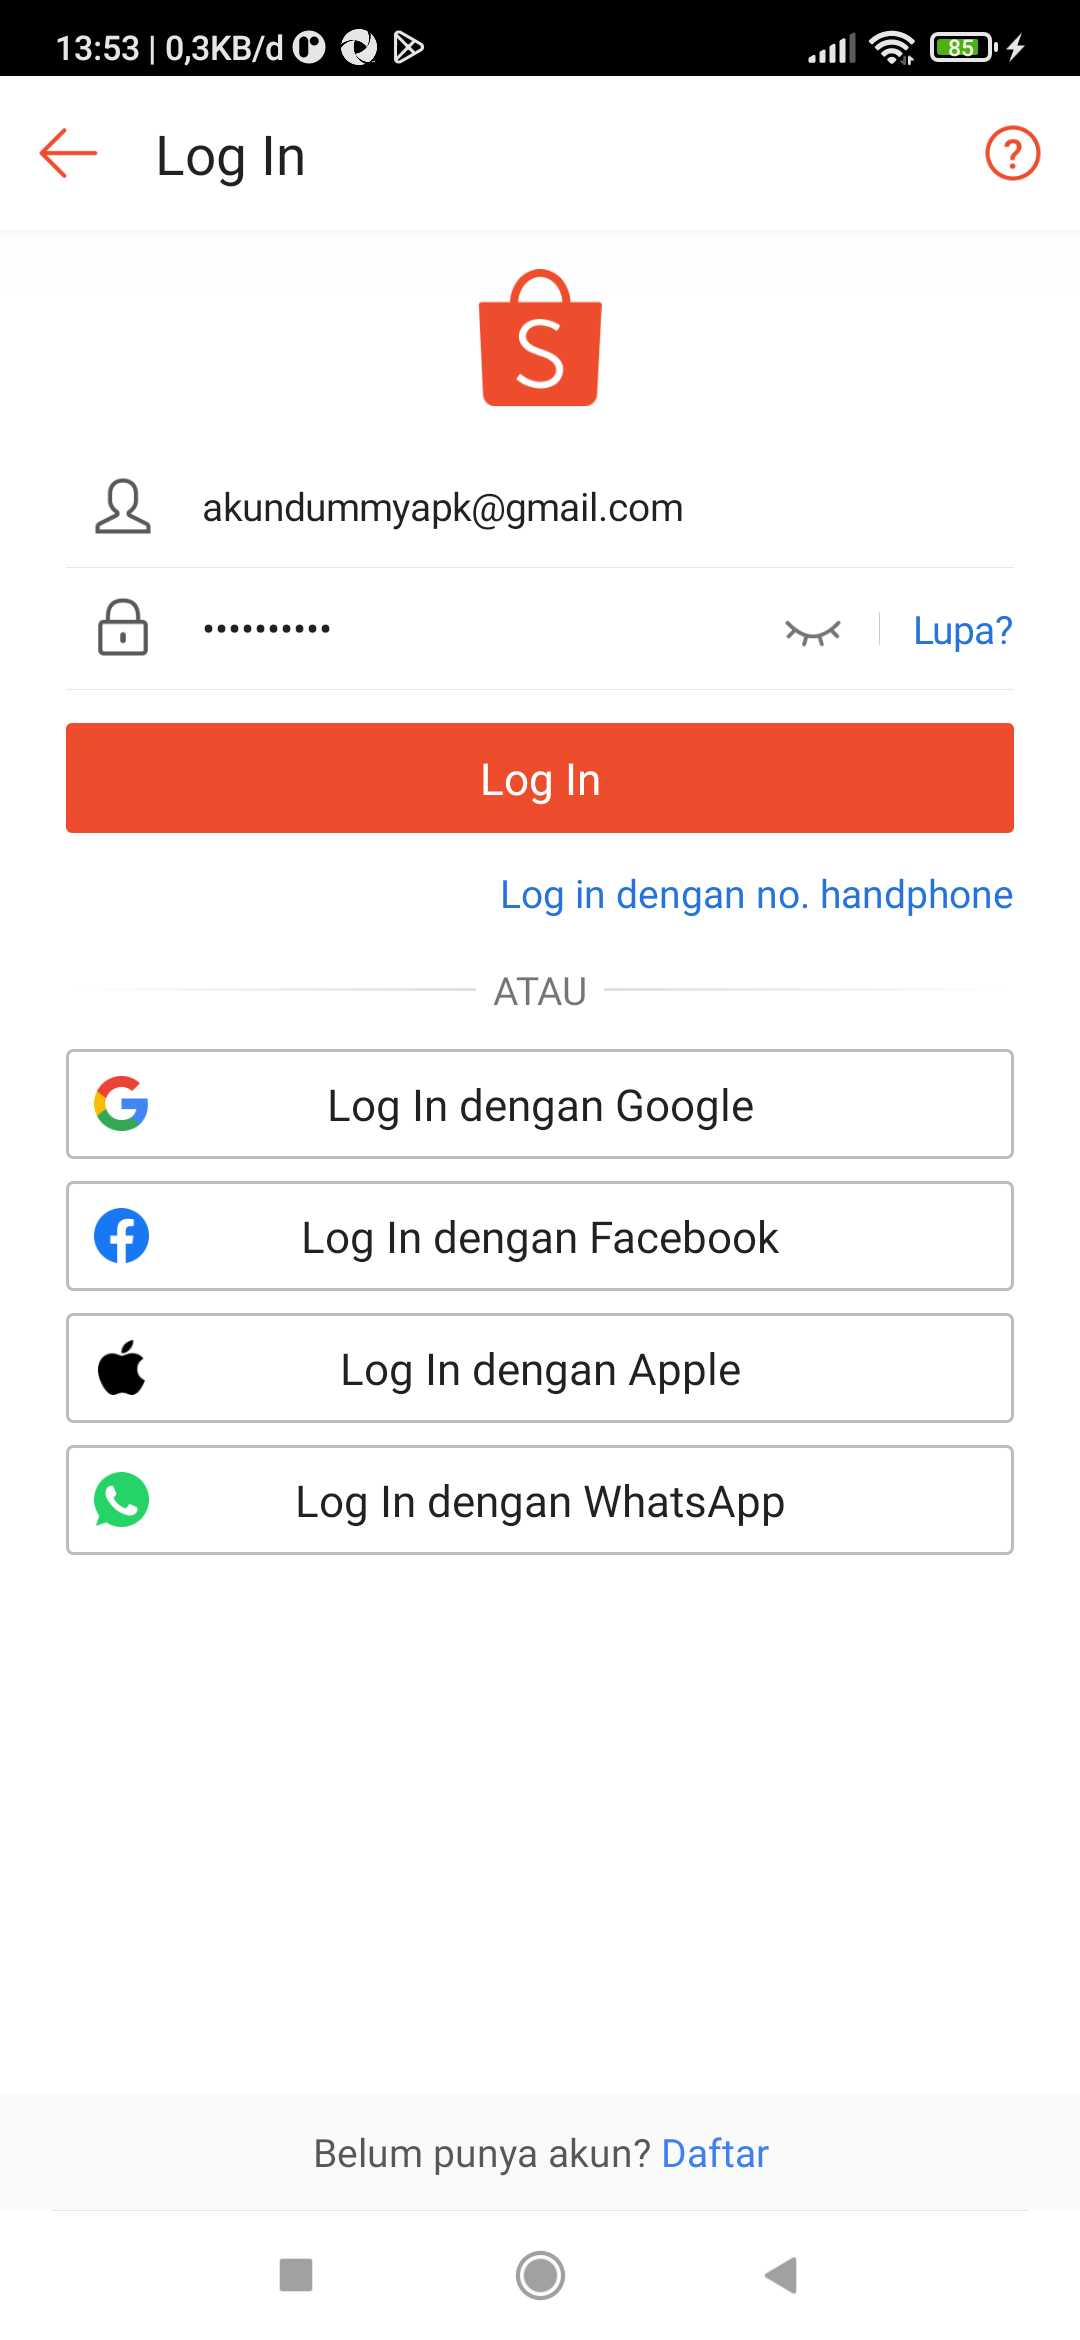 13:53 | 0,3KB/d
85
Log In
?
S
akundummyapk@gmail.com
••••••••••
Lupa?
Log In
Log in dengan no. handphone
ATAU
Log In dengan Google
Log In dengan Facebook
Log In dengan Apple
Log In dengan WhatsApp
Belum punya akun? Daftar